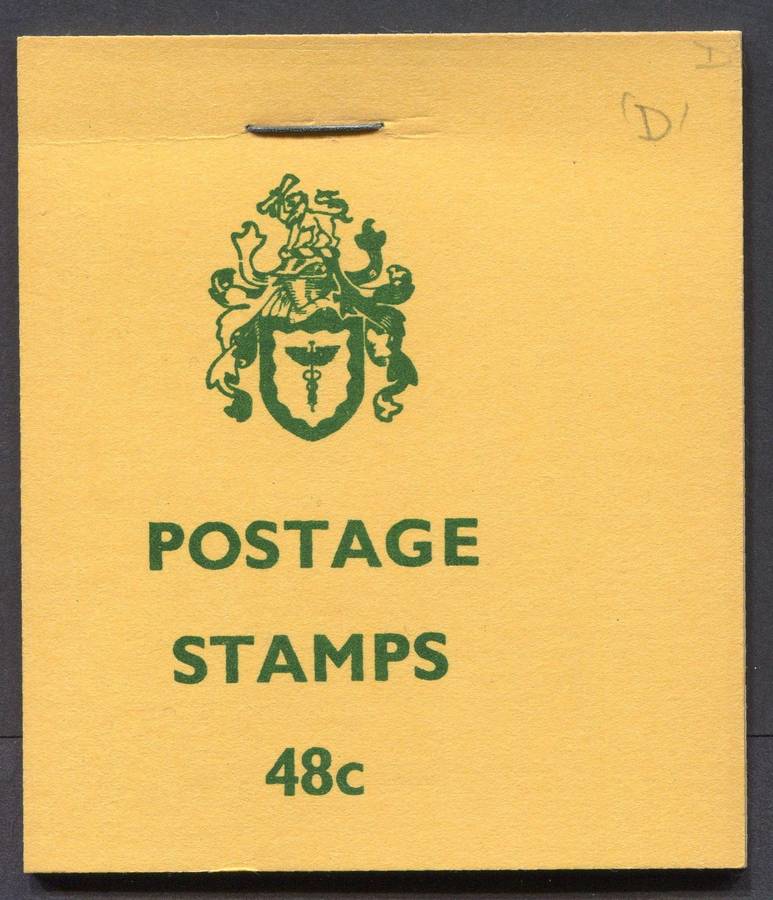 D
'D'
POSTAGE
STAMPS
48c